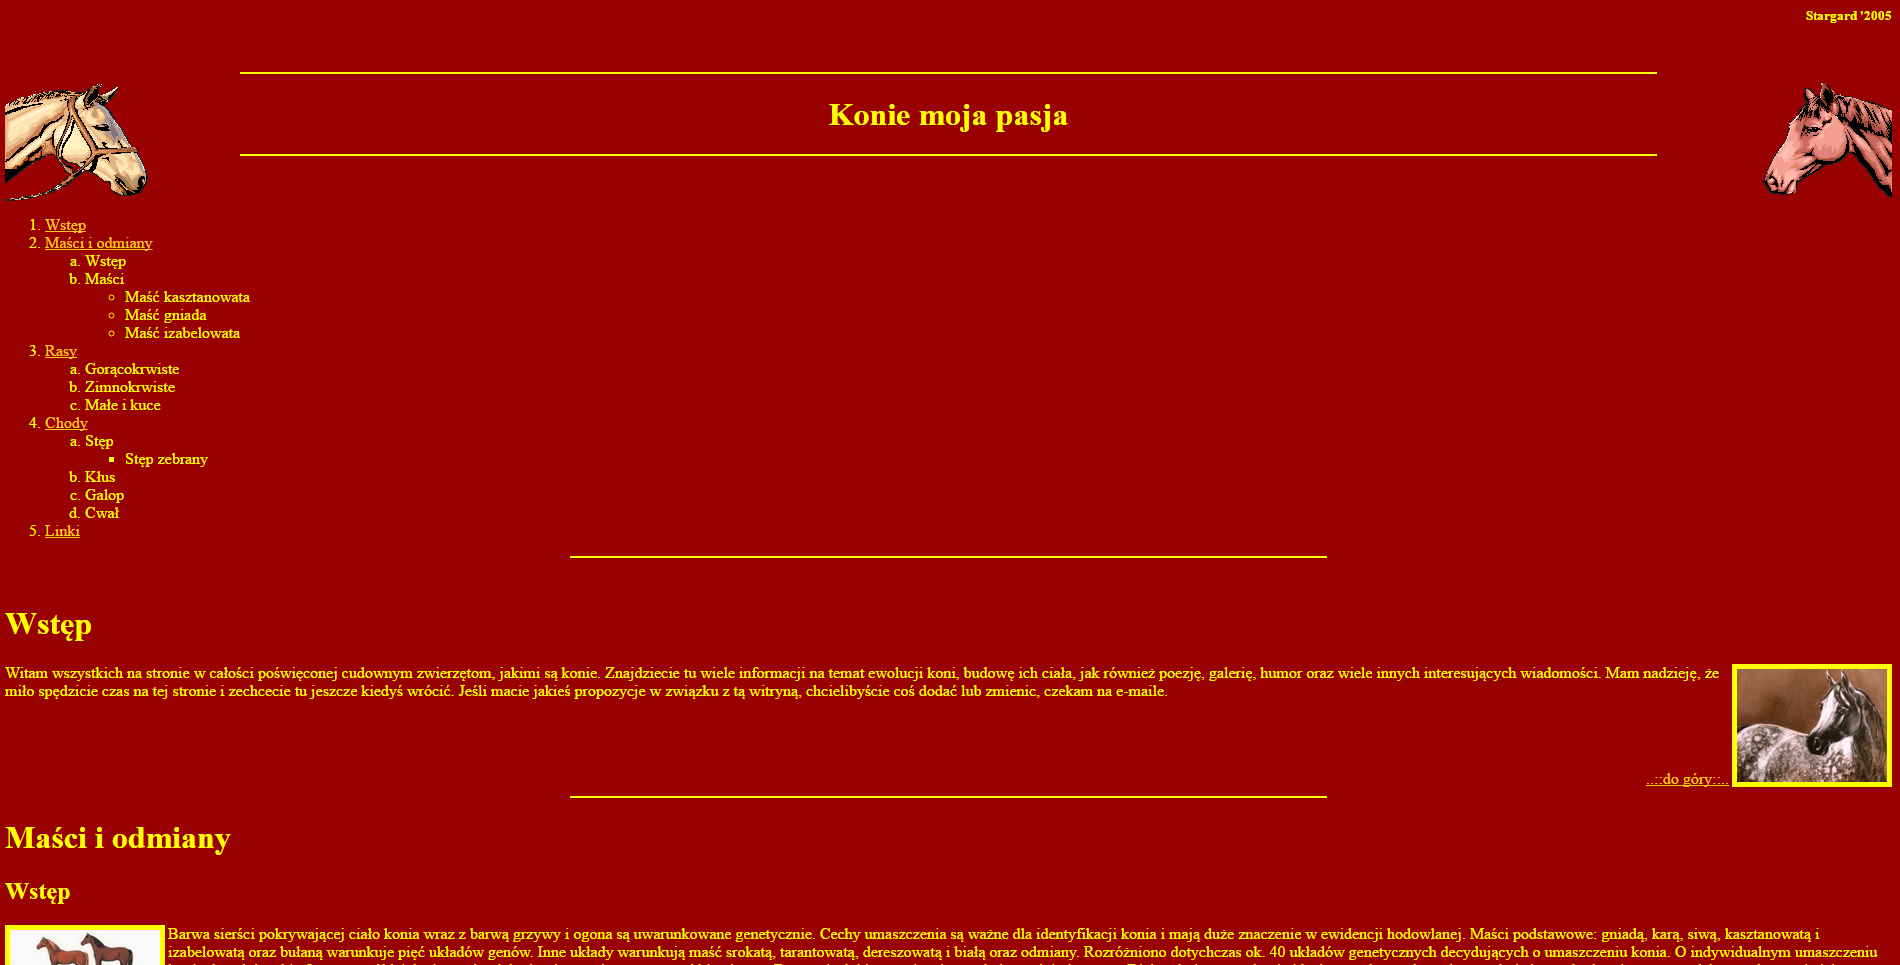 Stargard '2005
Konie moja pasja
1. Wstęp
2. Maści i odmiany
a. Wstęp
b. Maści
Maść kasztanowata
Maść gniada
Maść izabelowata
3. Rasy
a. Gorącokrwiste
b. Zimnokrwiste
c. Małe i kuce
4. Chody
a. Stęp
Stęp zebrany
b. Kłus
c. Galop
d. Cwał
5. Linki
Wstęp
Witam wszystkich na stronie w całości poświęconej cudownym zwierzętom, jakimi są konie. Znajdziecie tu wiele informacji na temat ewolucji koni, budowę ich ciała, jak również poezję, galerię, humor oraz wiele innych interesujących wiadomości. Mam nadzieję, że
miło spędzicie czas na tej stronie i zechcecie tu jeszcze kiedyś wrócić. Jeśli macie jakieś propozycje w związku z tą witryną, chcielibyście coś dodać lub zmienic, czekam na e-maile.
..::do góry::..
Maści i odmiany
Wstęp
Barwa sierści pokrywającej ciało konia wraz z barwą grzywy i ogona są uwarunkowane genetycznie. Cechy umaszczenia są ważne dla identyfikacji konia i mają duże znaczenie w ewidencji hodowlanej. Maści podstawowe: gniadą, karą, siwą, kasztanowatą i
izabelowatą oraz bułaną warunkuje pięć układów genów. Inne układy warunkują maść srokatą, tarantowatą, dereszowatą i białą oraz odmiany. Rozróżniono dotychczas ok. 40 układów genetycznych decydujących o umaszczeniu konia. O indywidualnym umaszczeniu